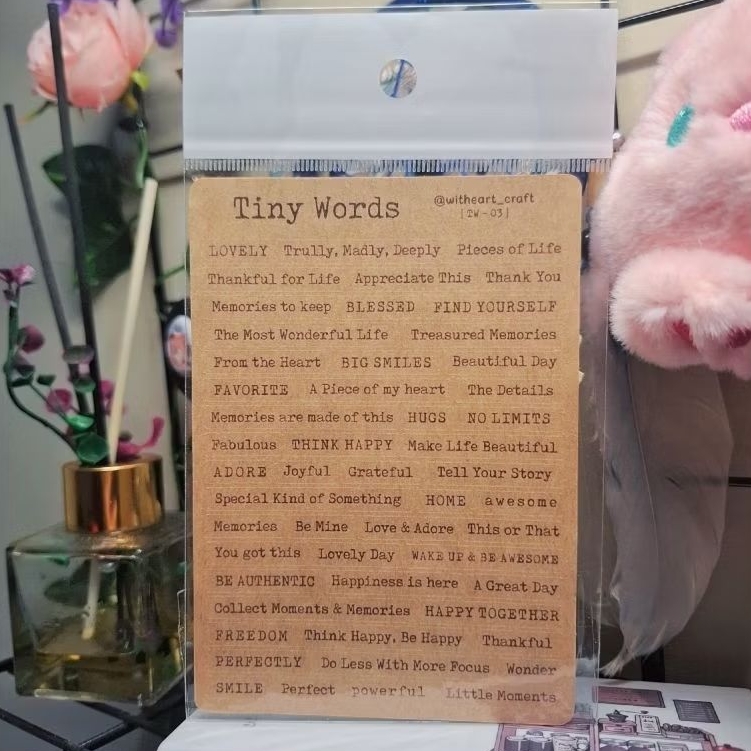 Tiny Words @witheart_craft
[TW-03]
LOVELY Trully, Madly, Deeply Pieces of Life
Thankful for Life Appreciate This Thank You
Memories to keep BLESSED FIND YOURSELF
The Most Wonderful Life Treasured Memories
From the Heart BIG SMILES Beautiful Day
FAVORITE A Piece of my heart The Details
Memories are made of this HUGS NO LIMITS
Fabulous THINK HAPPY Make Life Beautiful
ADORE Joyful Grateful Tell Your Story
Special Kind of Something HOME awesome
Memories Be Mine Love & Adore This or That
You got this Lovely Day WAKE UP & BE AWESOME
BE AUTHENTIC Happiness is here A Great Day
Collect Moments & Memories HAPPY TOGETHER
FREEDOM Think Happy, Be Happy Thankful
PERFECTLY Do Less With More Focus Wonder
SMILE Perfect powerful Little Moments